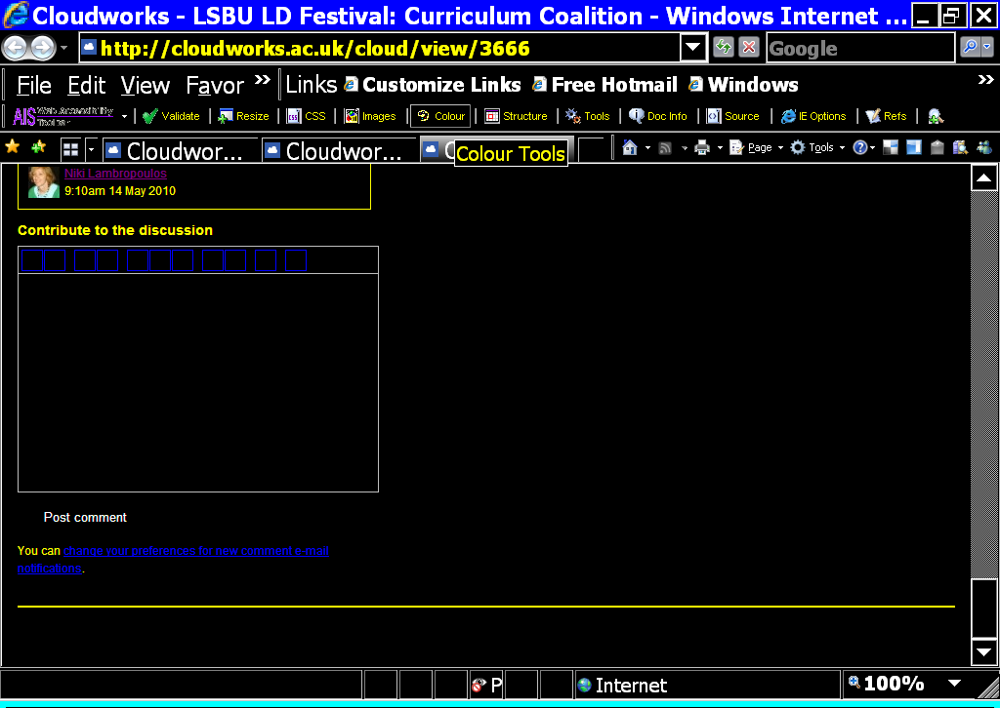 Cloudworks - LSBU LD Festival: Curriculum Coalition - Windows Internet ...
http://cloudworks.ac.uk/cloud/view/3666 Google
File Edit View Favor » Links Customize Links Free Hotmail Windows »
AIS Web Accessibility Toolbar - Validate Resize CSS Images Colour Structure Tools Doc Info Source IE Options Refs
Cloudwor... Cloudwor... C Colour Tools Page Tools
Niki Lambropoulos
9:10am 14 May 2010
Contribute to the discussion
Post comment
You can change your preferences for new comment e-mail
notifications.
P Internet 100%